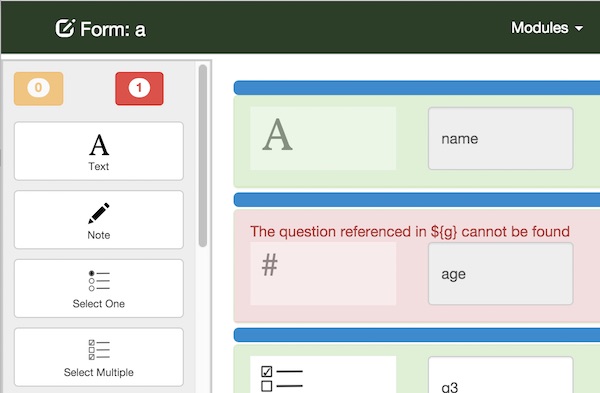 Form: a
Modules
0
1
A
Text
Note
Select One
Select Multiple
A
name
The question referenced in ${g} cannot be found
#
age
g3